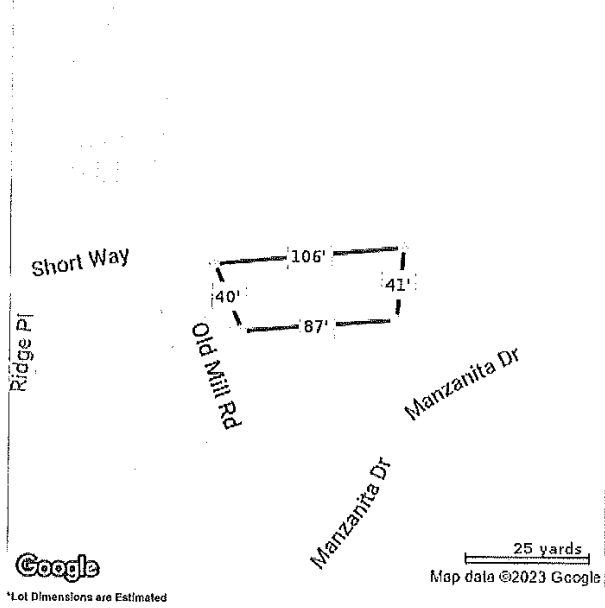 106'
Short Way
41'
40'
87'
Ridge Pl
Old Mill Rd
Manzanita Dr
Manzanita Dr
25 yards
Google
Map data ©2023 Google
*Lot Dimensions are Estimated